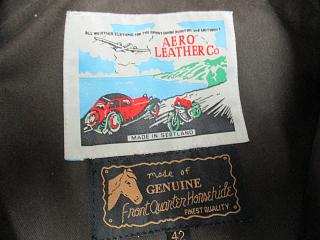 ALL WEATHER CLOTHING FOR THE SPORTSMAN AVIATOR and MOTORIST
AERO
LEATHER Co
MADE IN SCOTLAND
made of
GENUINE
Front Quarter Horsehide
FINEST QUALITY
42